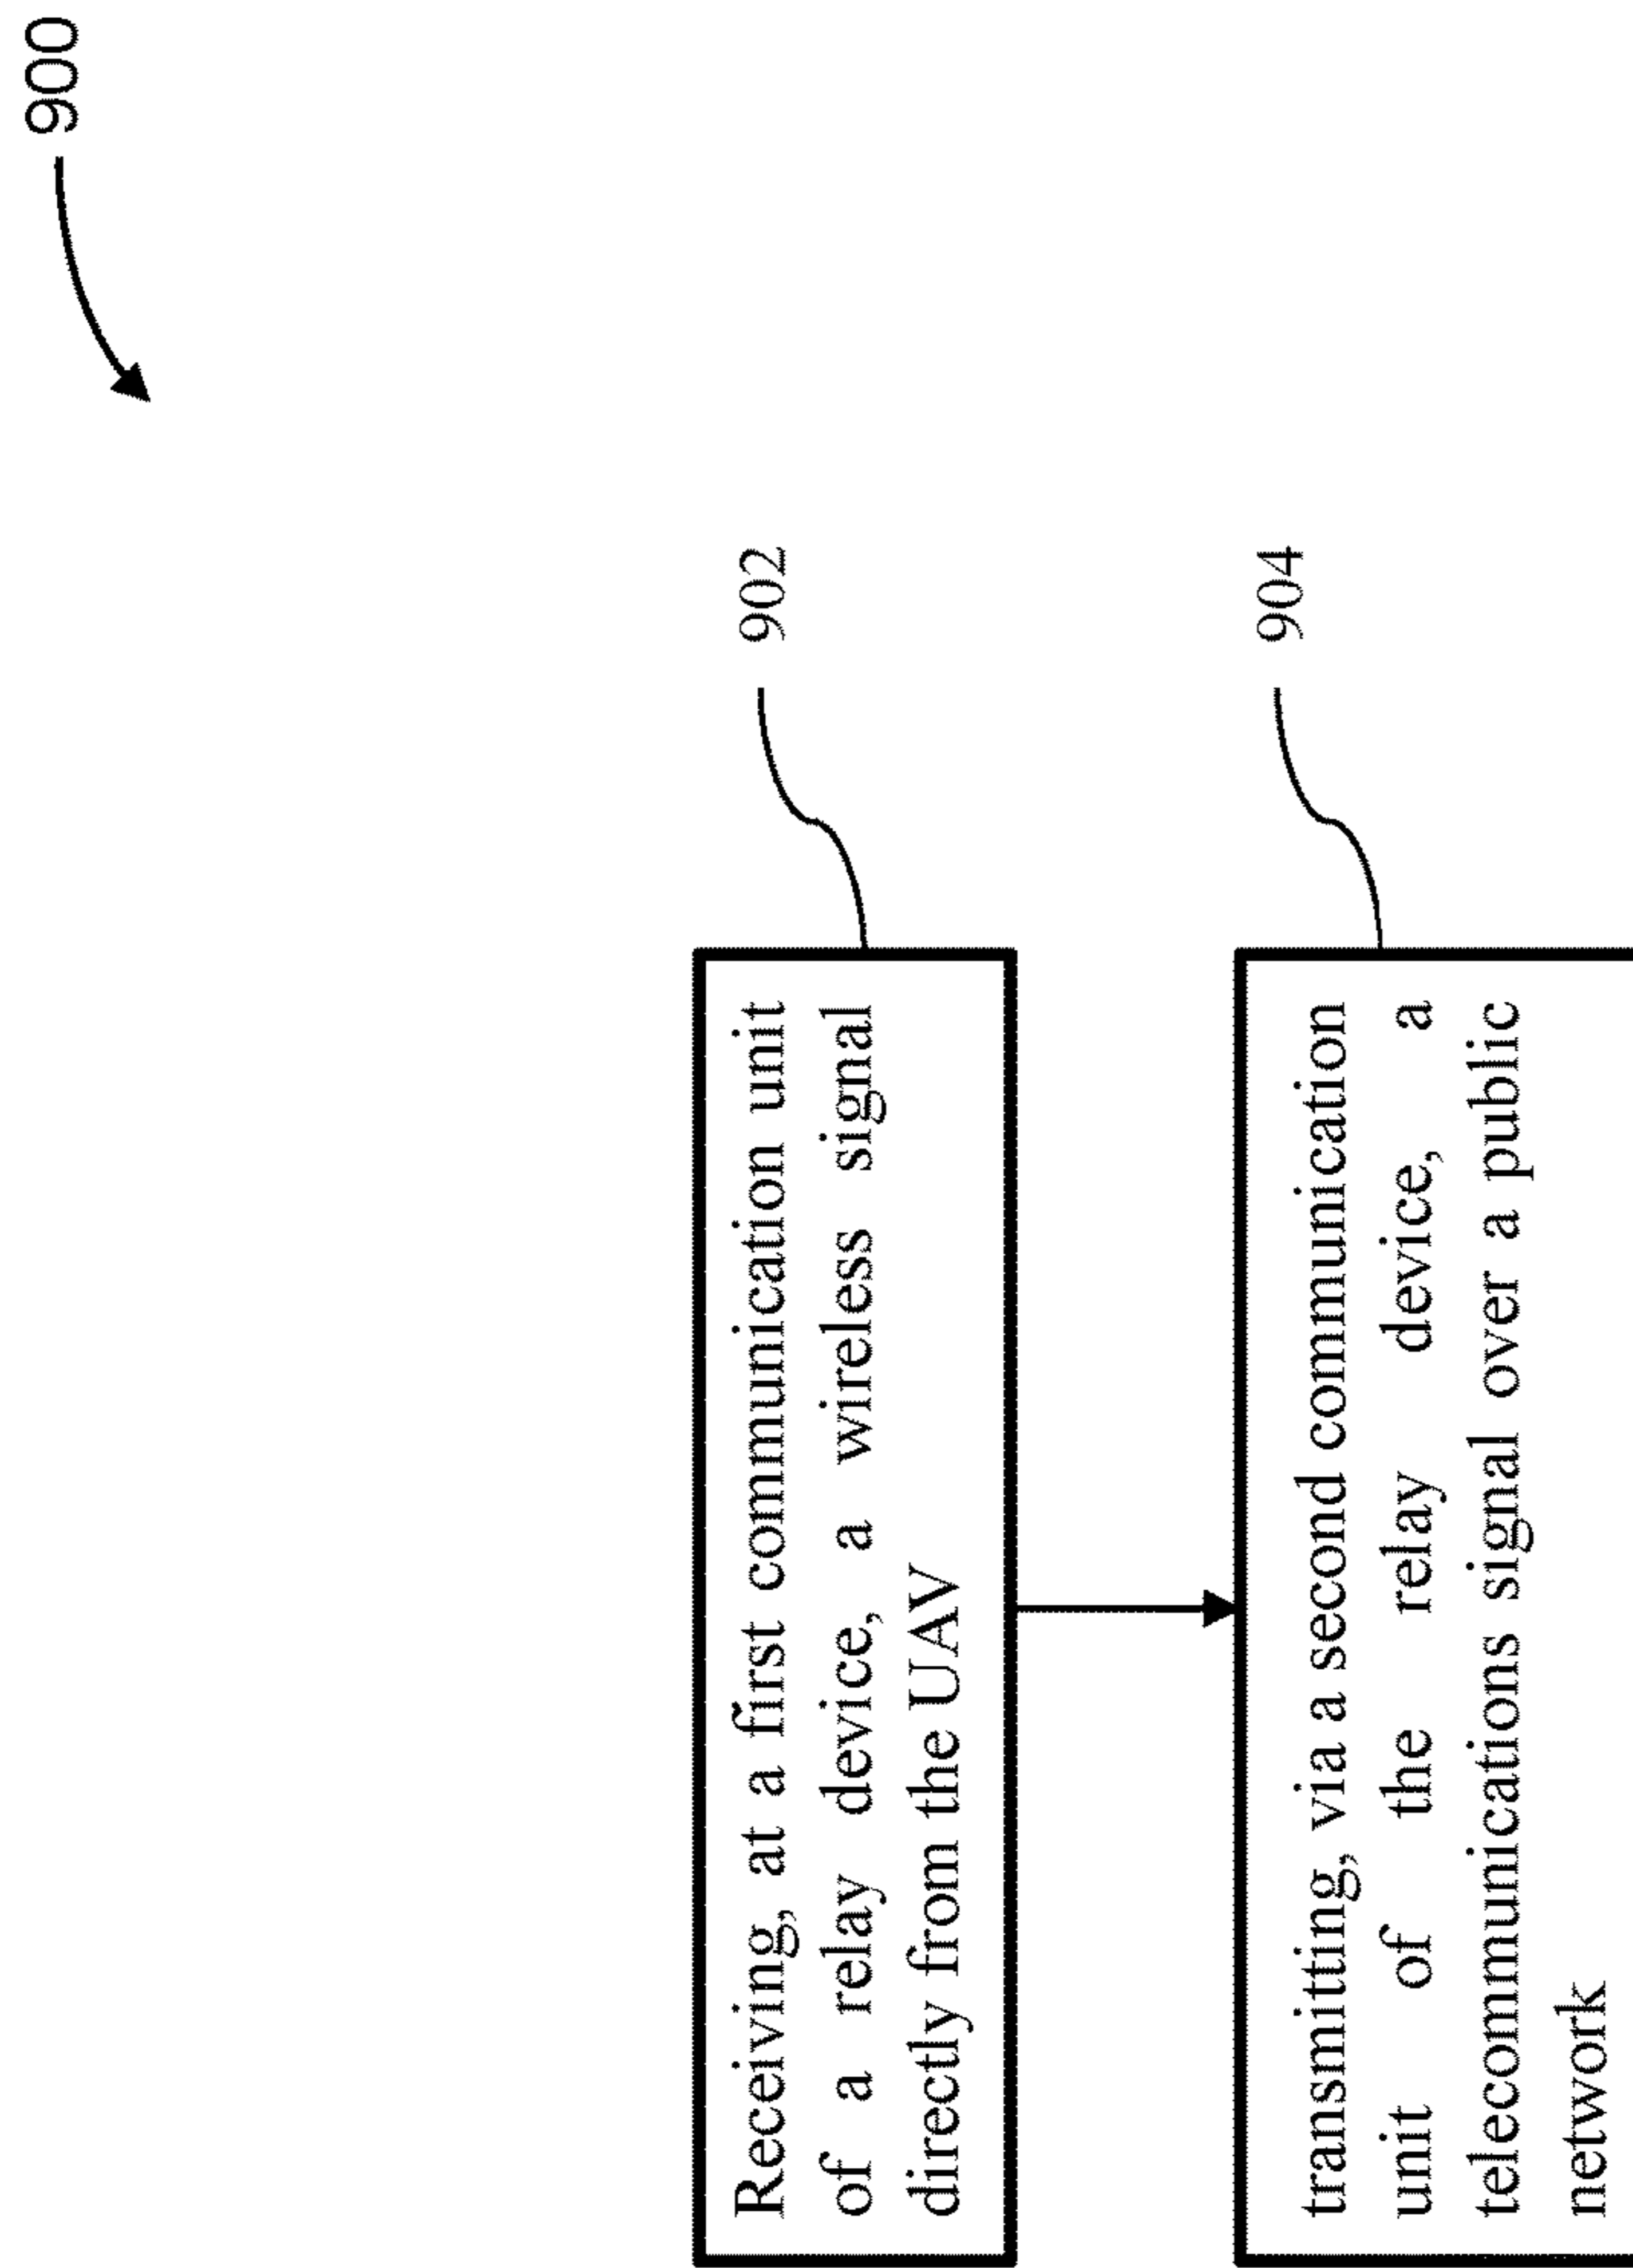 900
902
Receiving, at a first communication unit
of a relay device, a wireless signal
directly from the UAV
904
transmitting, via a second communication
unit of the relay device, a
telecommunications signal over a public
network